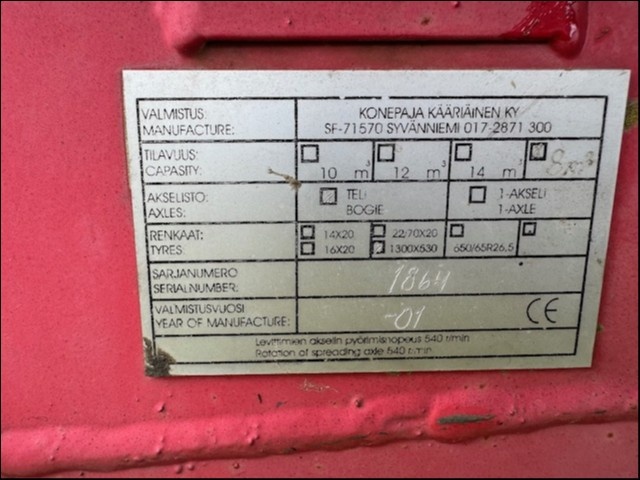 VALMISTUS: KONEPAJA KÄÄRIÄINEN KY
MANUFACTURE: SF-71570 SYVÄNNIEMI 017-2871 300
TILAVUUS:
CAPASITY: 10 m³ 12 m³ 14 m³ 8m³
AKSELISTO: TELI 1-AKSELI
AXLES: BOGIE 1-AXLE
RENKAAT: 14X20 22/70X20
TYRES: 16X20 1300X530 650/65R26,5
SARJANUMERO
SERIALNUMBER: 1864
VALMISTUSVUOSI
YEAR OF MANUFACTURE: -01 CE
Levittimien akselin pyörimisnopeus 540 r/min
Rotation of spreading axle 540 r/min